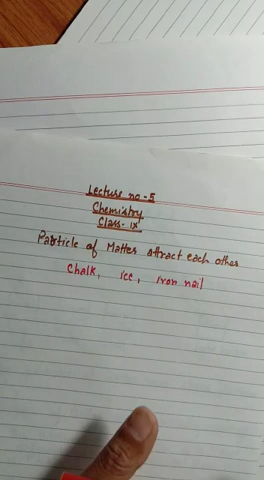 Lecture no-5
Chemistry
Class-IX
Particle of Matter attract each other
Chalk, ice, iron nail